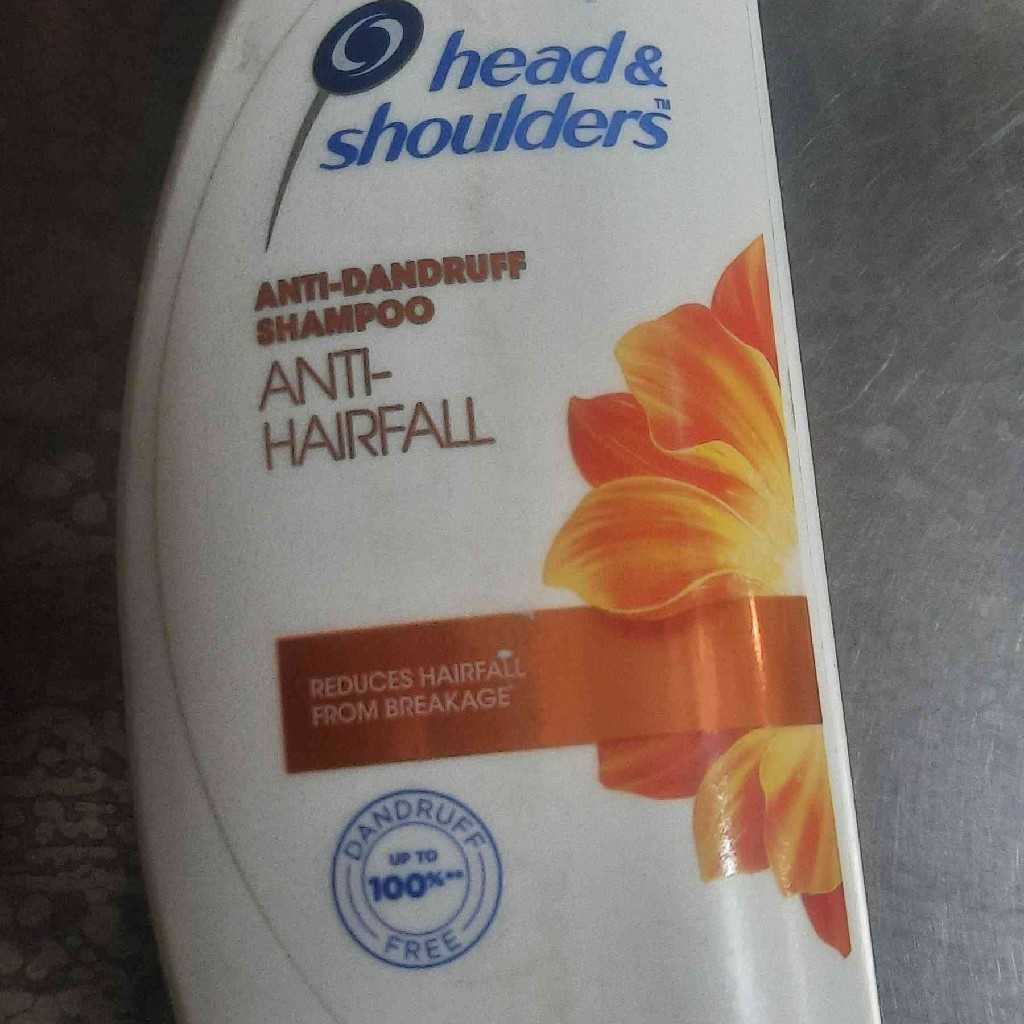 head &
shoulders™
ANTI-DANDRUFF
SHAMPOO
ANTI-
HAIRFALL
REDUCES HAIRFALL
FROM BREAKAGE*
DANDRUFF
UP TO
100%**
FREE